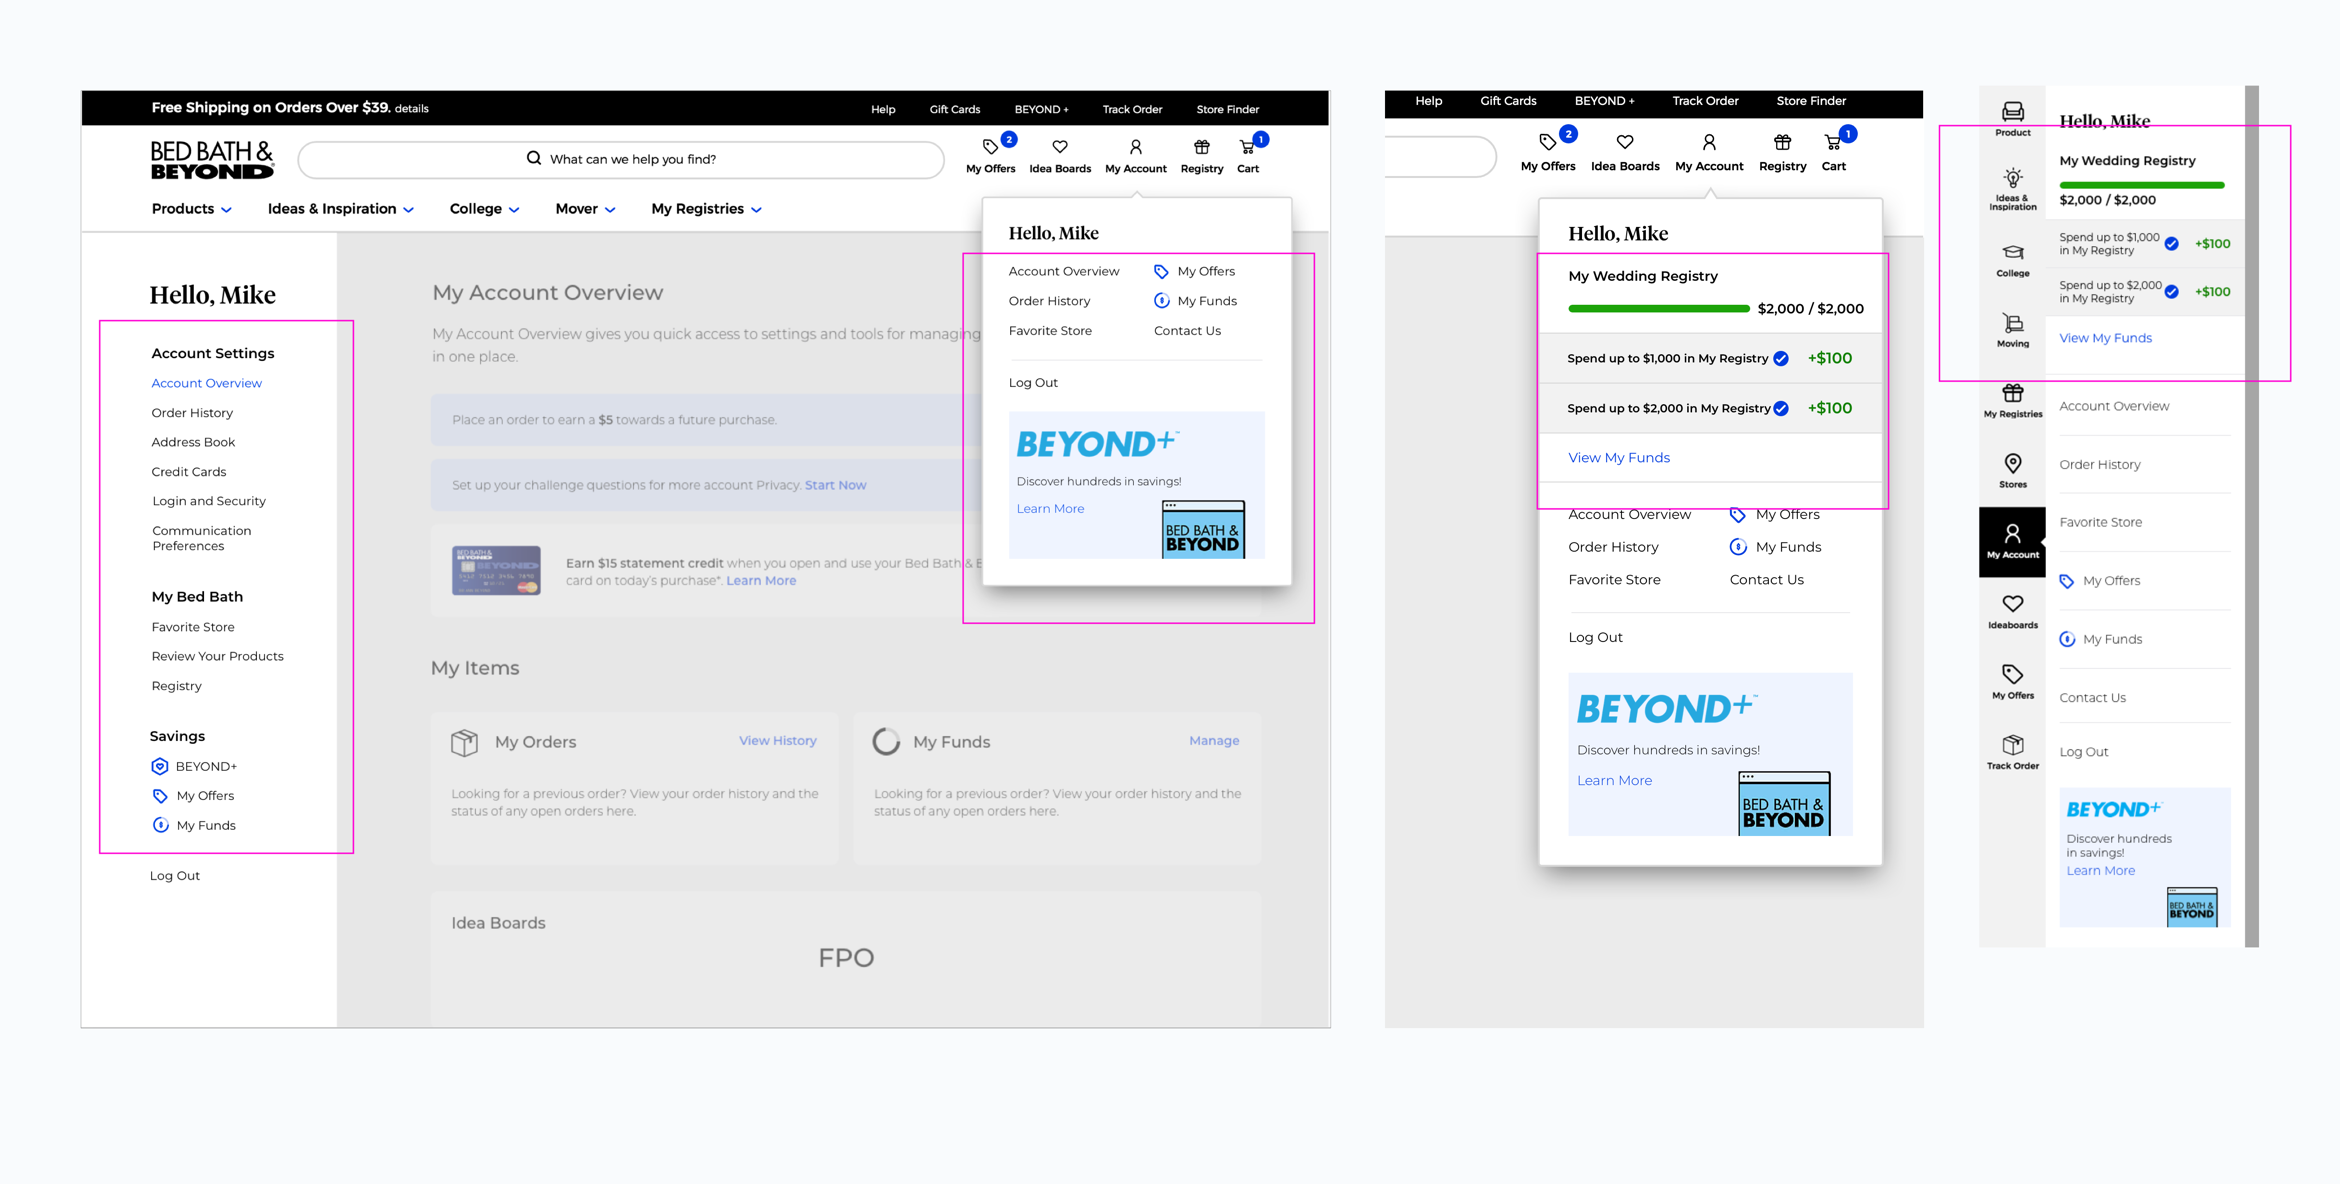 Free Shipping on Orders Over $39. details
Help
Gift Cards
BEYOND +
Track Order
Store Finder
BED BATH &
BEYOND
What can we help you find?
2
My Offers
Idea Boards
My Account
Registry
1
Cart
Products
Ideas & Inspiration
College
Mover
My Registries
Hello, Mike
Account Settings
Account Overview
Order History
Address Book
Credit Cards
Login and Security
Communication
Preferences
My Bed Bath
Favorite Store
Review Your Products
Registry
Savings
BEYOND+
My Offers
My Funds
Log Out
My Account Overview
My Account Overview gives you quick access to settings and tools for managing
in one place.
Place an order to earn a $5 towards a future purchase.
Set up your challenge questions for more account Privacy. Start Now
BED BATH &
BEYOND
BEYOND
Earn $15 statement credit when you open and use your Bed Bath & B
card on today's purchase*. Learn More
My Items
My Orders
View History
Looking for a previous order? View your order history and the
status of any open orders here.
My Funds
Manage
Looking for a previous order? View your order history and the
status of any open orders here.
Idea Boards
FPO
Hello, Mike
Account Overview
My Offers
Order History
My Funds
Favorite Store
Contact Us
Log Out
BEYOND+™
Discover hundreds in savings!
Learn More
BED BATH &
BEYOND
Help
Gift Cards
BEYOND +
Track Order
Store Finder
2
My Offers
Idea Boards
My Account
Registry
1
Cart
Hello, Mike
My Wedding Registry
$2,000 / $2,000
Spend up to $1,000 in My Registry
+$100
Spend up to $2,000 in My Registry
+$100
View My Funds
Account Overview
My Offers
Order History
My Funds
Favorite Store
Contact Us
Log Out
BEYOND+™
Discover hundreds in savings!
Learn More
BED BATH &
BEYOND
Product
Ideas &
Inspiration
College
Moving
My Registries
Stores
My Account
Ideaboards
My Offers
Track Order
Hello, Mike
My Wedding Registry
$2,000 / $2,000
Spend up to $1,000
in My Registry
+$100
Spend up to $2,000
in My Registry
+$100
View My Funds
Account Overview
Order History
Favorite Store
My Offers
My Funds
Contact Us
Log Out
BEYOND+
Discover hundreds
in savings!
Learn More
BED BATH &
BEYOND